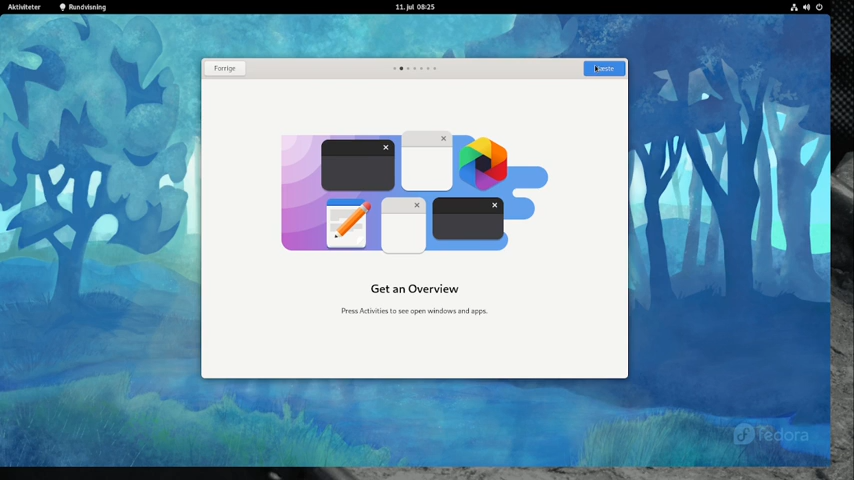 Aktiviteter
Rundvisning
11. jul 08:25
Forrige
Get an Overview
Press Activities to see open windows and apps.
fedora